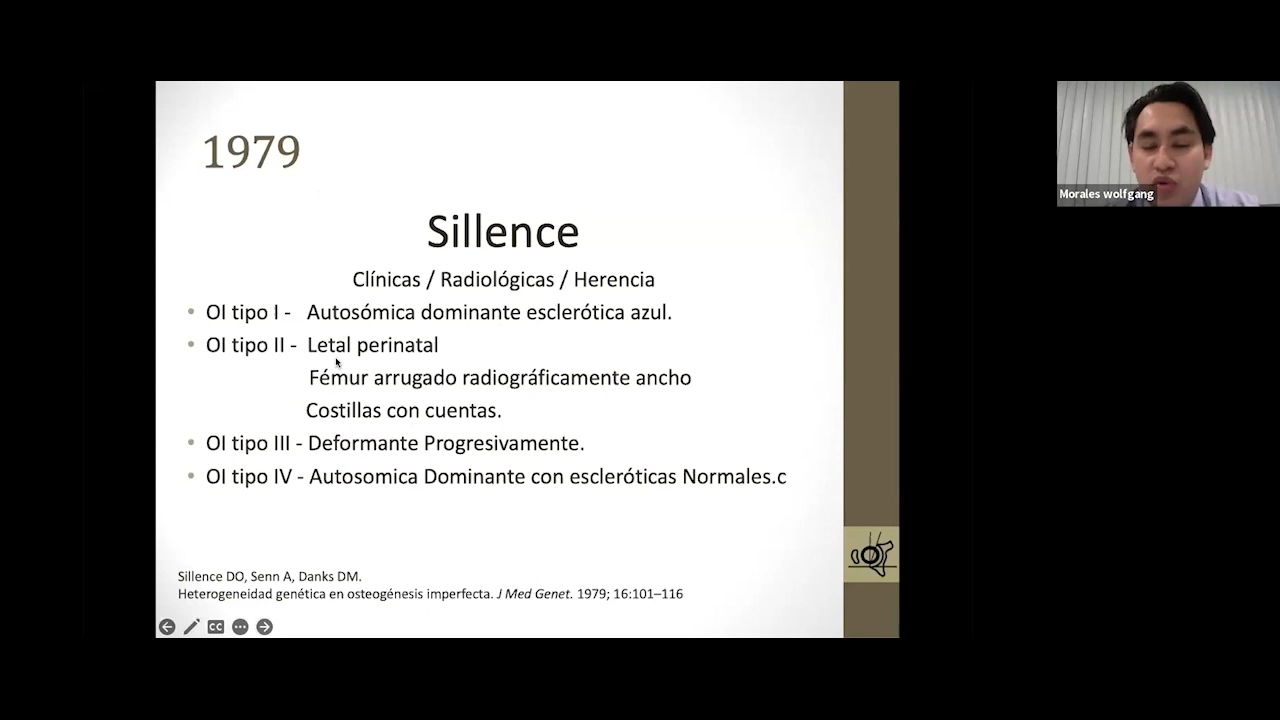 1979
Sillence
Clínicas / Radiológicas / Herencia
• OI tipo I - Autosómica dominante esclerótica azul.
• OI tipo II - Letal perinatal
Fémur arrugado radiográficamente ancho
Costillas con cuentas.
• OI tipo III - Deformante Progresivamente.
• OI tipo IV - Autosomica Dominante con escleróticas Normales.c
Sillence DO, Senn A, Danks DM.
Heterogeneidad genética en osteogénesis imperfecta. J Med Genet. 1979; 16:101–116
CC
Morales wolfgang